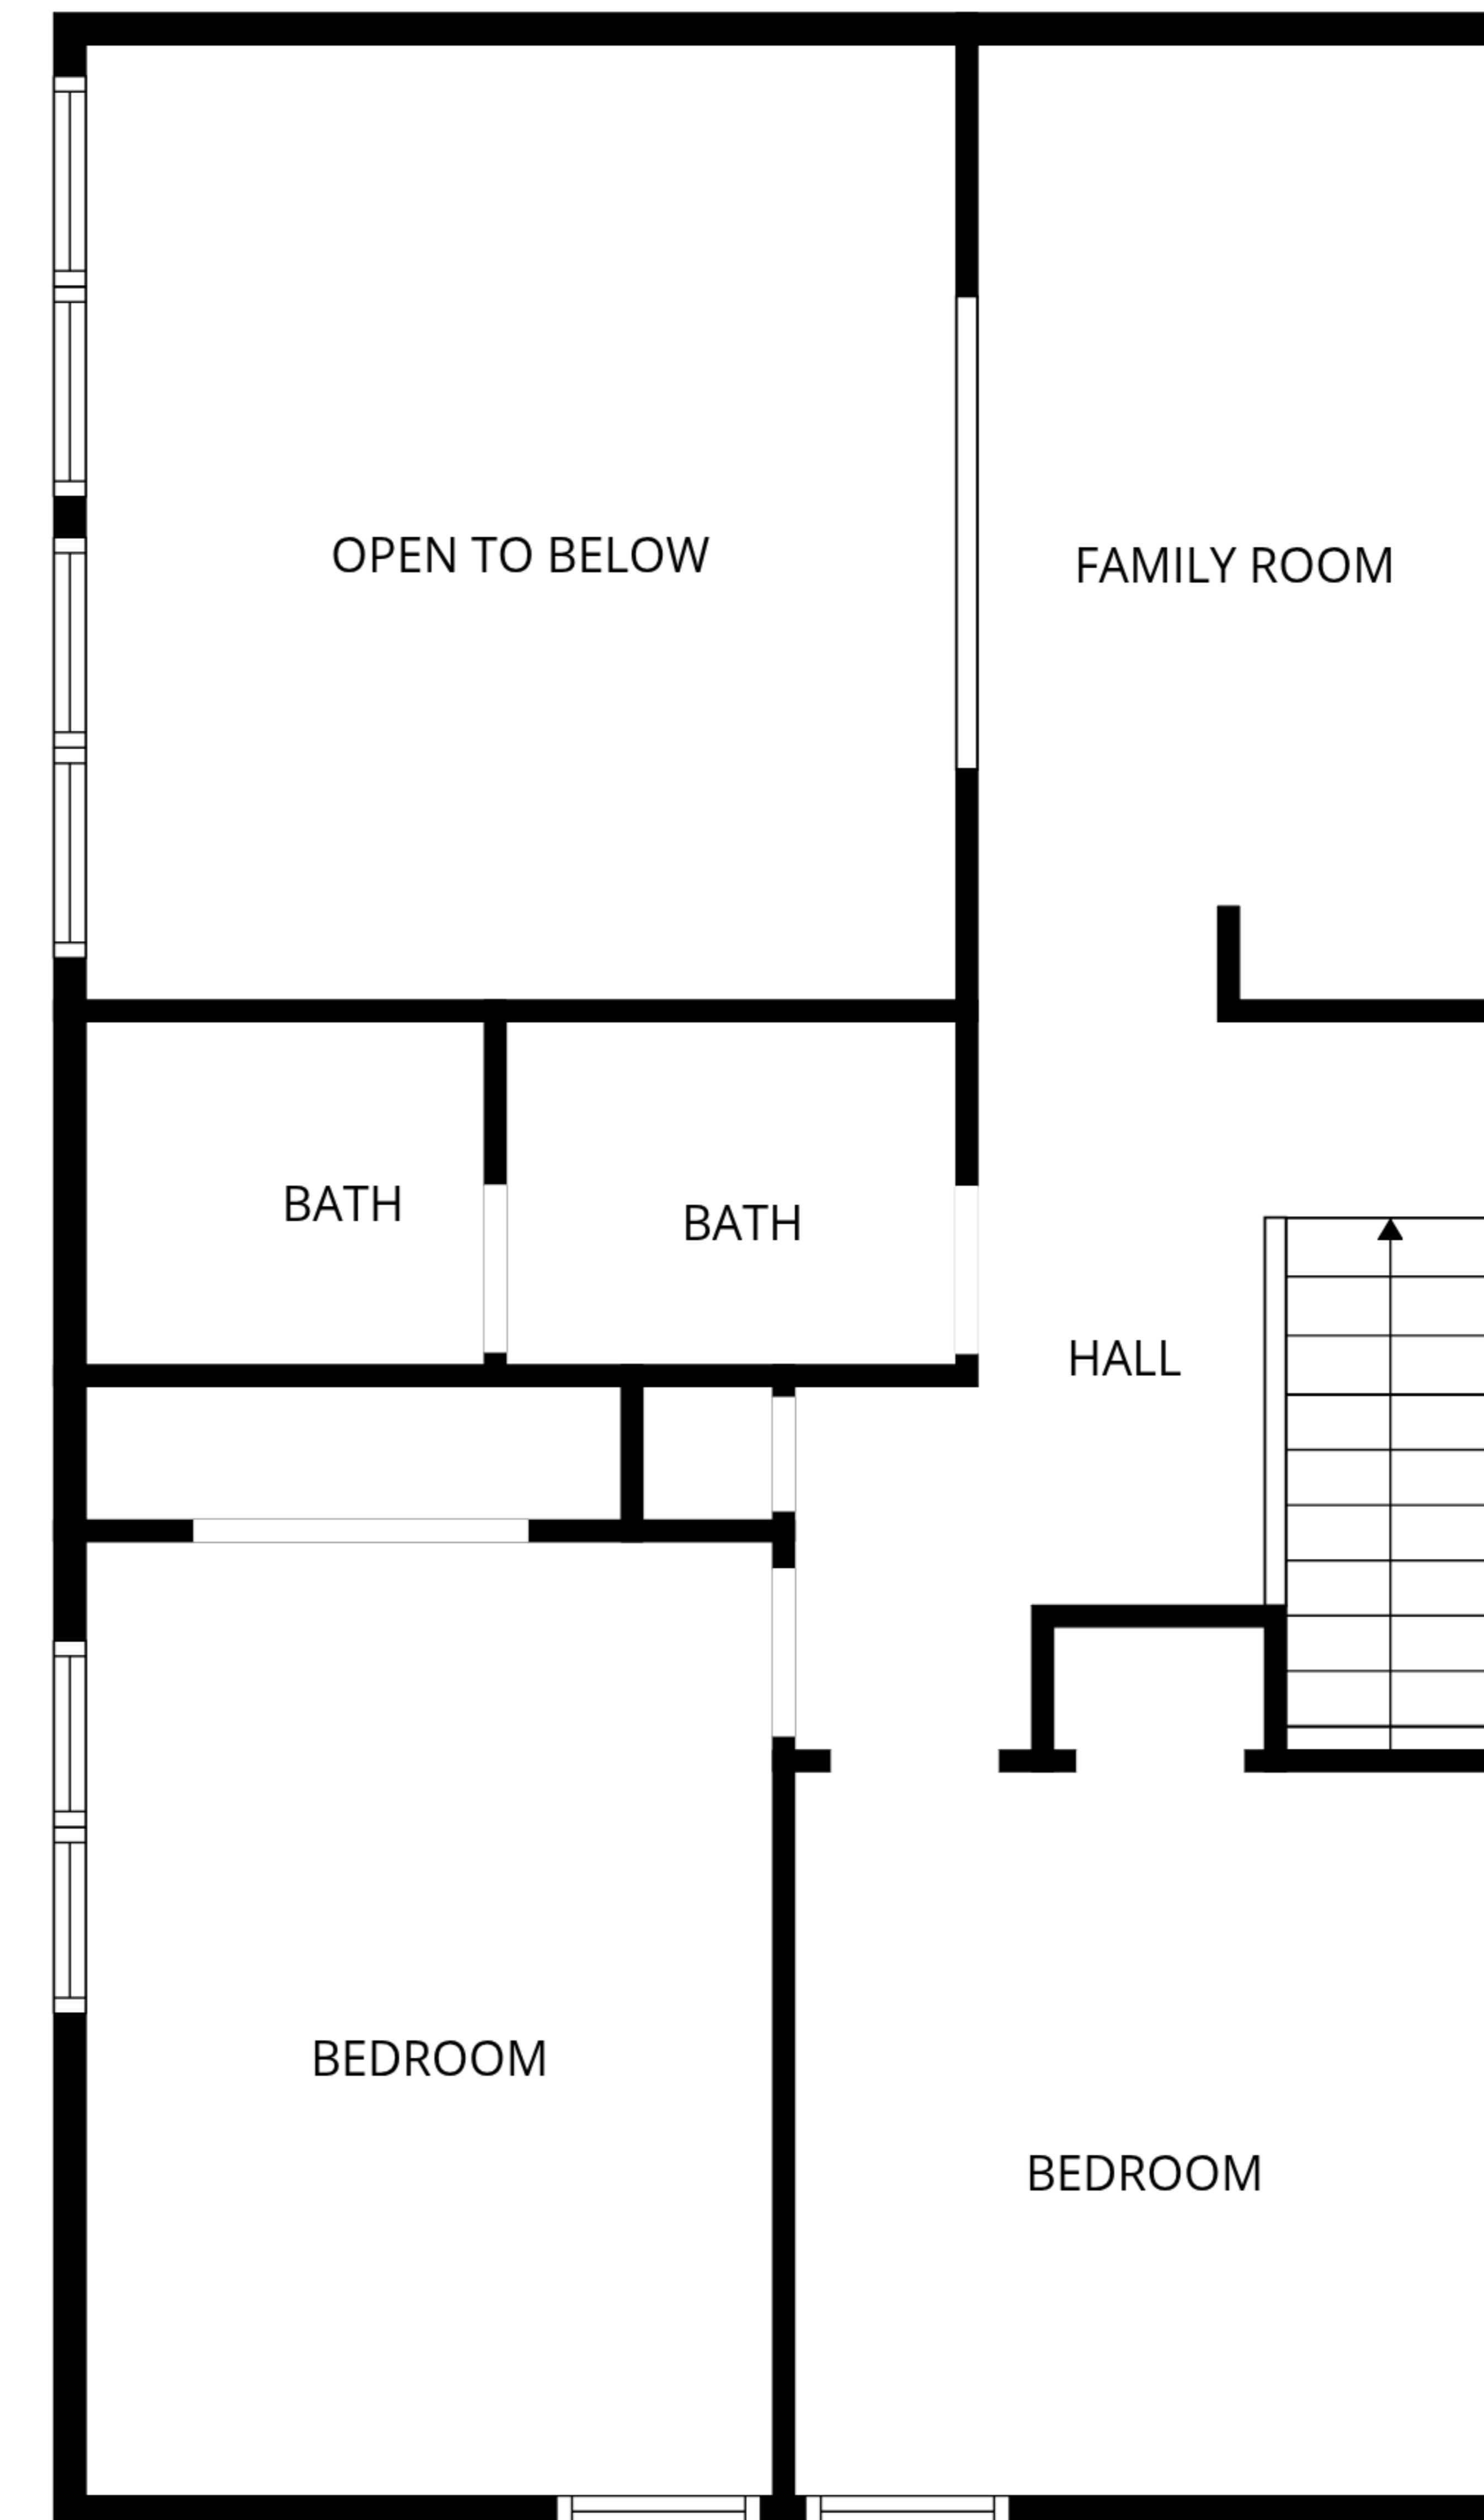 OPEN TO BELOW
FAMILY ROOM
BATH
BATH
HALL
BEDROOM
BEDROOM